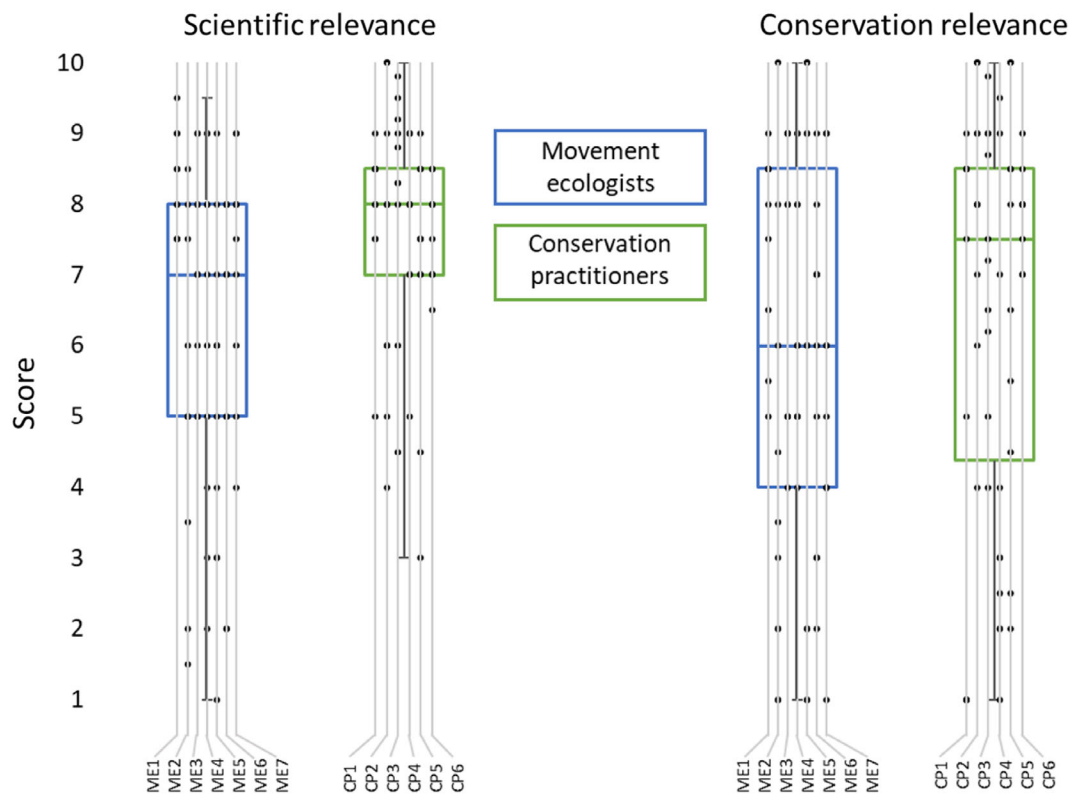 Scientific relevance
Conservation relevance
10
9
8
7
6
5
4
3
2
1
Score
Movement
ecologists
Conservation
practitioners
ME1
ME2
ME3
ME4
ME5
ME6
ME7
CP1
CP2
CP3
CP4
CP5
CP6
ME1
ME2
ME3
ME4
ME5
ME6
ME7
CP1
CP2
CP3
CP4
CP5
CP6